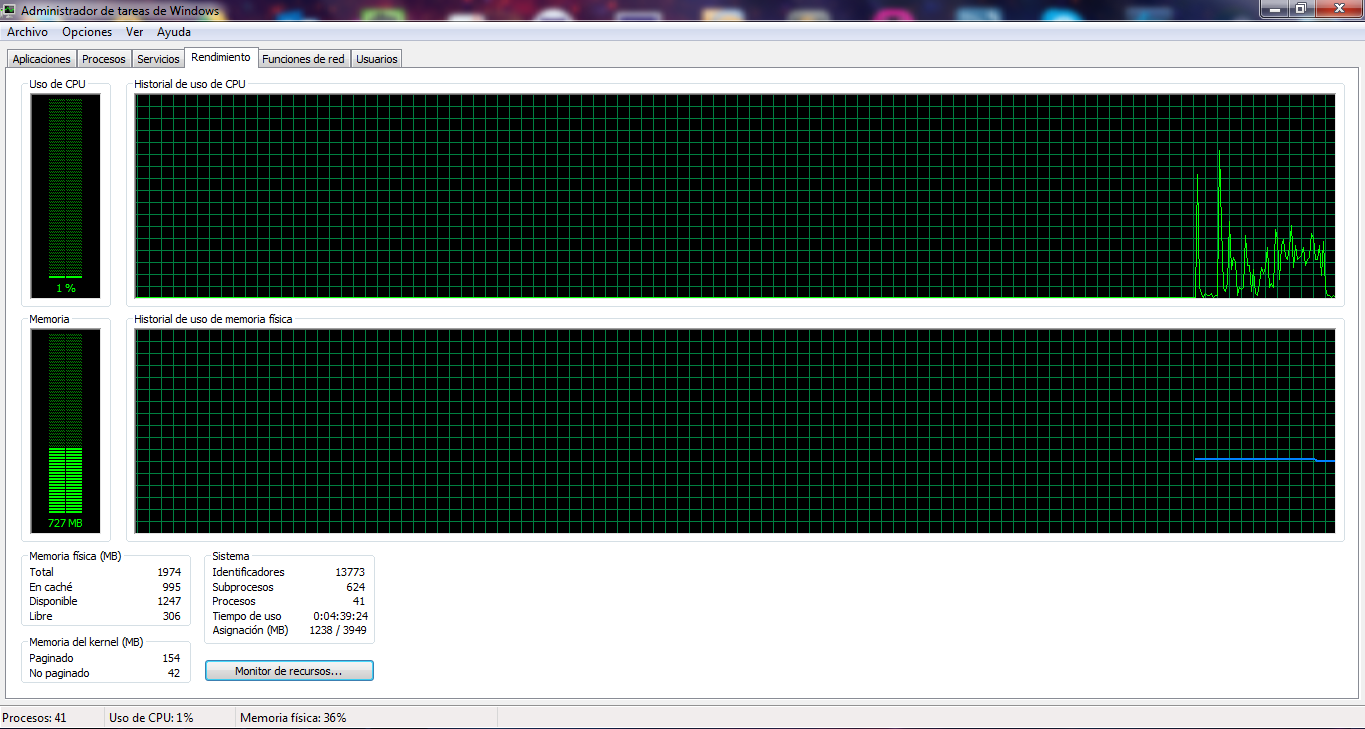 Administrador de tareas de Windows
Archivo Opciones Ver Ayuda
Aplicaciones Procesos Servicios Rendimiento Funciones de red Usuarios
Uso de CPU Historial de uso de CPU
1 %
Memoria Historial de uso de memoria física
727 MB
Memoria física (MB)
Total 1974
En caché 995
Disponible 1247
Libre 306
Memoria del kernel (MB)
Paginado 154
No paginado 42
Sistema
Identificadores 13773
Subprocesos 624
Procesos 41
Tiempo de uso 0:04:39:24
Asignación (MB) 1238 / 3949
Monitor de recursos...
Procesos: 41 Uso de CPU: 1% Memoria física: 36%